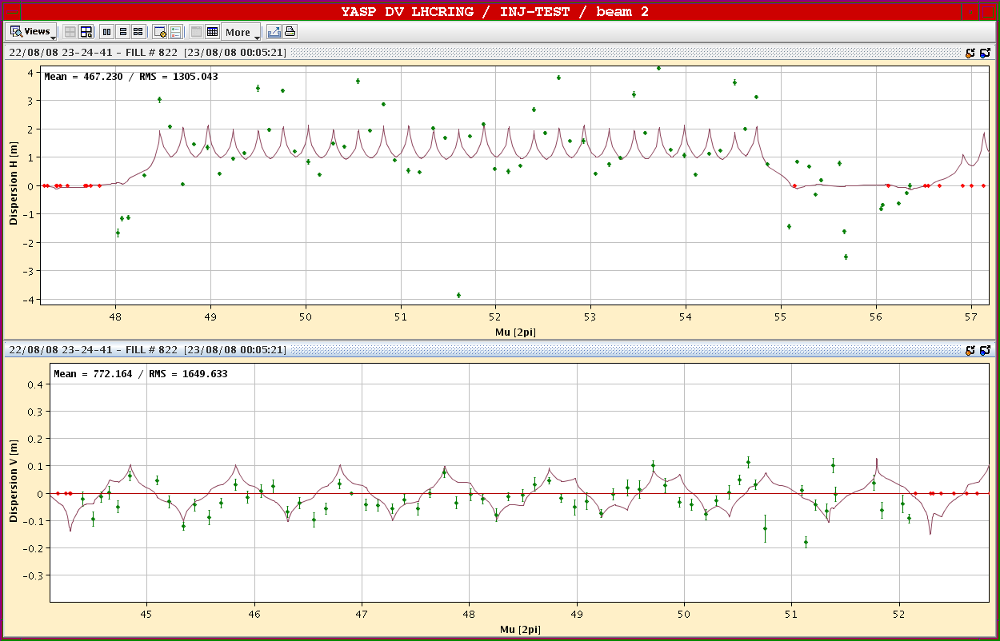 YASP DV LHCRING / INJ-TEST / beam 2
Views More
22/08/08 23-24-41 - FILL # 822 [23/08/08 00:05:21]
Mean = 467.230 / RMS = 1305.043
Dispersion H [m]
4
3
2
1
0
-1
-2
-3
-4
48 49 50 51 52 53 54 55 56 57
Mu [2pi]
22/08/08 23-24-41 - FILL # 822 [23/08/08 00:05:21]
Mean = 772.164 / RMS = 1649.633
Dispersion V [m]
0.4
0.3
0.2
0.1
0
-0.1
-0.2
-0.3
45 46 47 48 49 50 51 52
Mu [2pi]